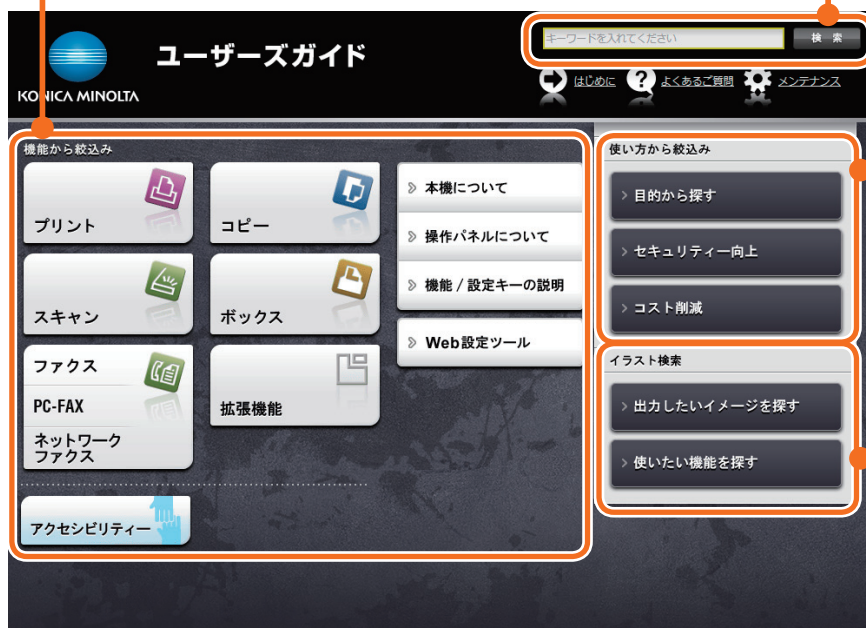 ユーザーズガイド
KONICA MINOLTA
キーワードを入れてください
検 索
はじめに
よくあるご質問
メンテナンス
機能から絞込み
プリント
コピー
スキャン
ボックス
ファクス
PC-FAX
ネットワーク
ファクス
拡張機能
アクセシビリティー
本機について
操作パネルについて
機能 / 設定キーの説明
Web設定ツール
使い方から絞込み
目的から探す
セキュリティー向上
コスト削減
イラスト検索
出力したいイメージを探す
使いたい機能を探す